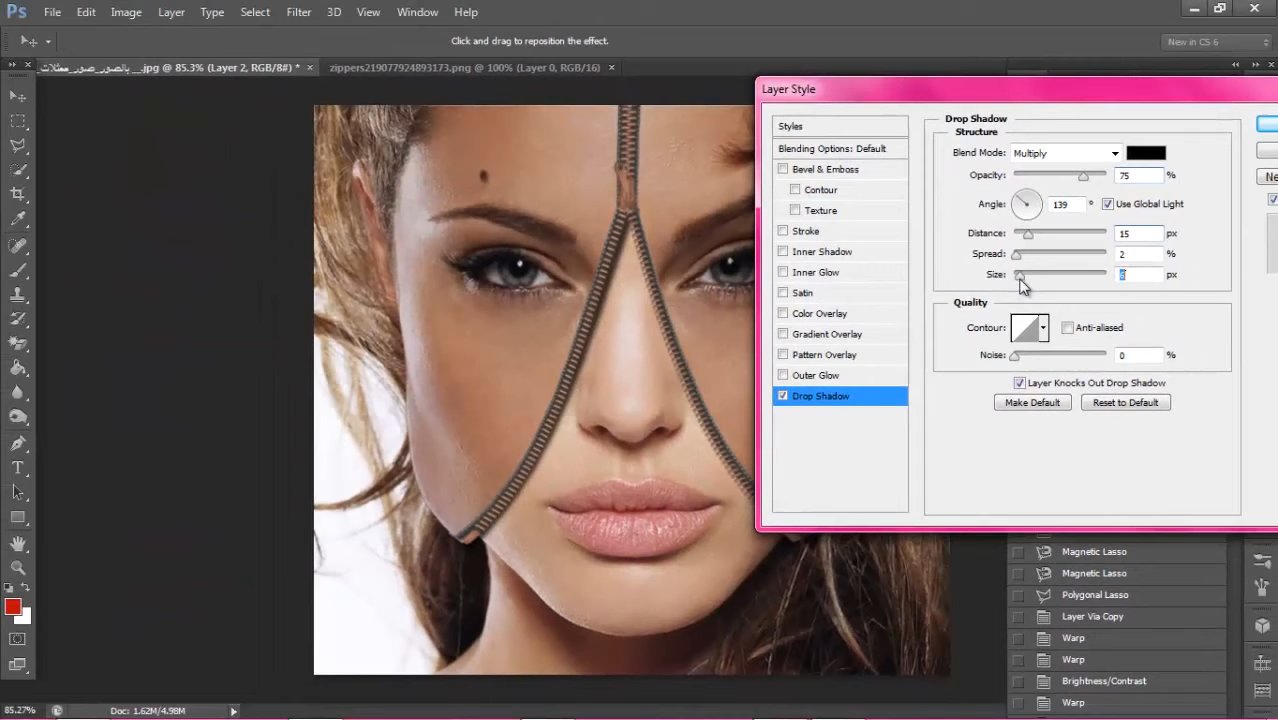 Ps File Edit Image Layer Type Select Filter 3D View Window Help
Click and drag to reposition the effect.
New in CS 6
بالصور_صور_ممثلات_... .jpg @ 85.3% (Layer 2, RGB/8#) *
zippers219077924893173.png @ 100% (Layer 0, RGB/16)
Layer Style
Styles
Blending Options: Default
Bevel & Emboss
Contour
Texture
Stroke
Inner Shadow
Inner Glow
Satin
Color Overlay
Gradient Overlay
Pattern Overlay
Outer Glow
Drop Shadow
Drop Shadow
Structure
Blend Mode: Multiply
Opacity: 75 %
Angle: 139 ° Use Global Light
Distance: 15 px
Spread: 2 %
Size: px
Quality
Contour: Anti-aliased
Noise: 0 %
Layer Knocks Out Drop Shadow
Make Default Reset to Default
Ne
Magnetic Lasso
Magnetic Lasso
Polygonal Lasso
Layer Via Copy
Warp
Warp
Brightness/Contrast
Warp
85.27% Doc: 1.62M/4.98M